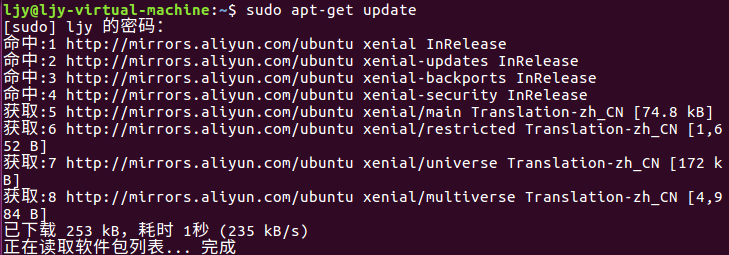 ljy@ljy-virtual-machine:~$ sudo apt-get update
[sudo] ljy 的密码：
命中:1 http://mirrors.aliyun.com/ubuntu xenial InRelease
命中:2 http://mirrors.aliyun.com/ubuntu xenial-updates InRelease
命中:3 http://mirrors.aliyun.com/ubuntu xenial-backports InRelease
命中:4 http://mirrors.aliyun.com/ubuntu xenial-security InRelease
获取:5 http://mirrors.aliyun.com/ubuntu xenial/main Translation-zh_CN [74.8 kB]
获取:6 http://mirrors.aliyun.com/ubuntu xenial/restricted Translation-zh_CN [1,6
52 B]
获取:7 http://mirrors.aliyun.com/ubuntu xenial/universe Translation-zh_CN [172 k
B]
获取:8 http://mirrors.aliyun.com/ubuntu xenial/multiverse Translation-zh_CN [4,9
84 B]
已下载 253 kB，耗时 1秒 (235 kB/s)
正在读取软件包列表... 完成